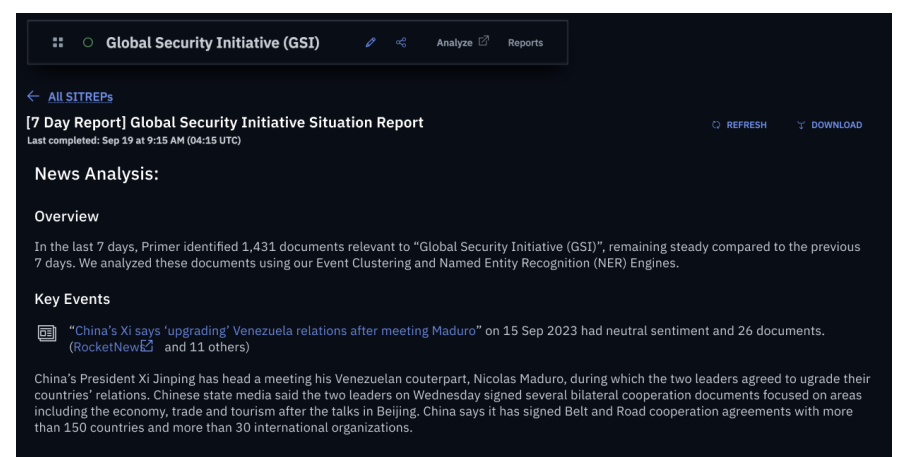 Global Security Initiative (GSI) Analyze Reports
All SITREPs
[7 Day Report] Global Security Initiative Situation Report
REFRESH DOWNLOAD
Last completed: Sep 19 at 9:15 AM (04:15 UTC)
News Analysis:
Overview
In the last 7 days, Primer identified 1,431 documents relevant to “Global Security Initiative (GSI)”, remaining steady compared to the previous
7 days. We analyzed these documents using our Event Clustering and Named Entity Recognition (NER) Engines.
Key Events
“China’s Xi says ‘upgrading’ Venezuela relations after meeting Maduro” on 15 Sep 2023 had neutral sentiment and 26 documents.
(RocketNew and 11 others)
China’s President Xi Jinping has head a meeting his Venezuelan couterpart, Nicolas Maduro, during which the two leaders agreed to ugrade their
countries’ relations. Chinese state media said the two leaders on Wednesday signed several bilateral cooperation documents focused on areas
including the economy, trade and tourism after the talks in Beijing. China says it has signed Belt and Road cooperation agreements with more
than 150 countries and more than 30 international organizations.